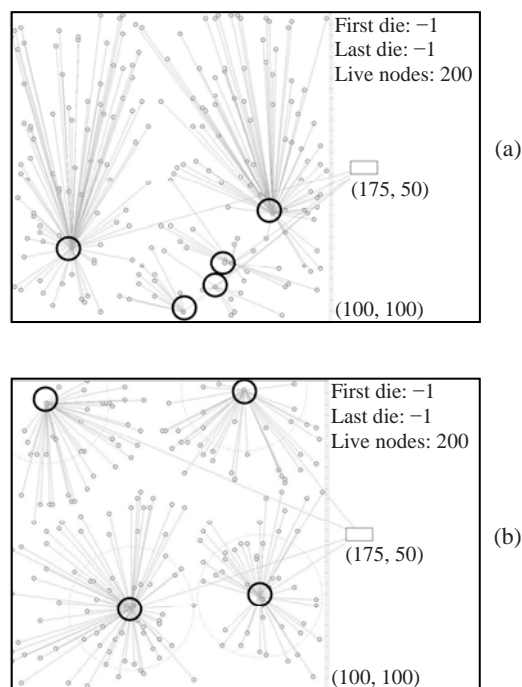 First die: −1
Last die: −1
Live nodes: 200
(a)
(175, 50)
(100, 100)
First die: −1
Last die: −1
Live nodes: 200
(b)
(175, 50)
(100, 100)